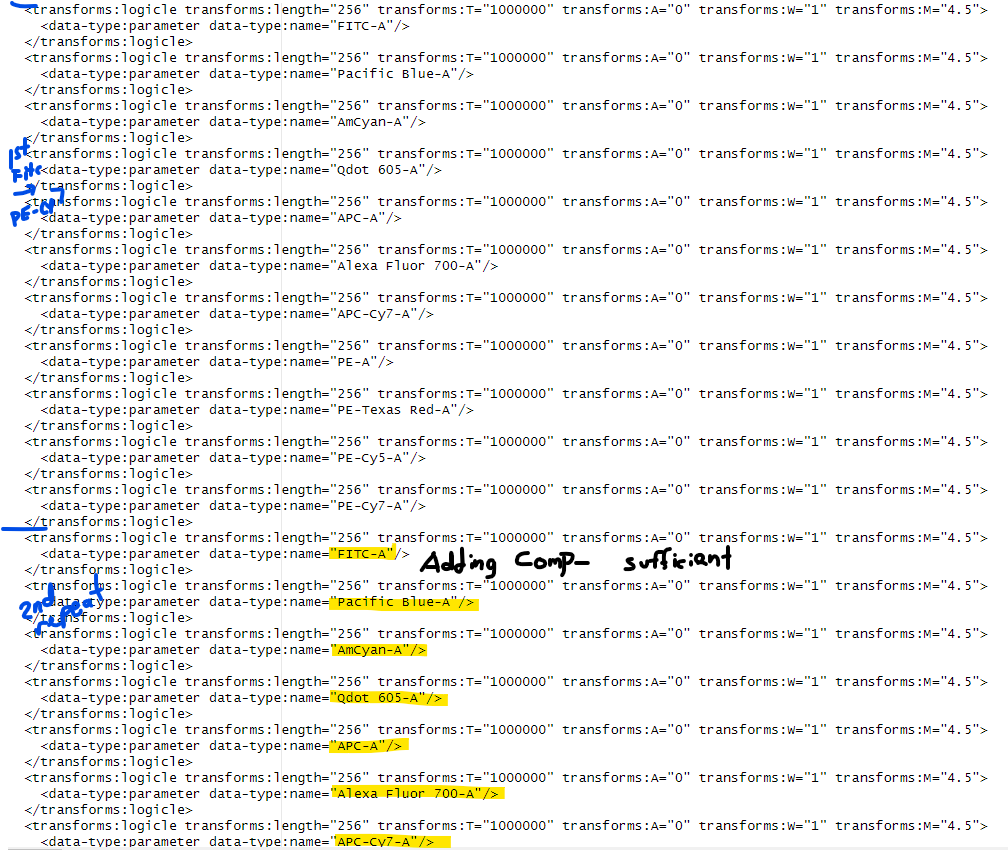 <transforms:logicle transforms:length="256" transforms:T="1000000" transforms:A="0" transforms:W="1" transforms:M="4.5">
<data-type:parameter data-type:name="FITC-A"/>
</transforms:logicle>
<transforms:logicle transforms:length="256" transforms:T="1000000" transforms:A="0" transforms:W="1" transforms:M="4.5">
<data-type:parameter data-type:name="Pacific Blue-A"/>
</transforms:logicle>
<transforms:logicle transforms:length="256" transforms:T="1000000" transforms:A="0" transforms:W="1" transforms:M="4.5">
<data-type:parameter data-type:name="AmCyan-A"/>
</transforms:logicle>
<transforms:logicle transforms:length="256" transforms:T="1000000" transforms:A="0" transforms:W="1" transforms:M="4.5">
<data-type:parameter data-type:name="Qdot 605-A"/>
</transforms:logicle>
<transforms:logicle transforms:length="256" transforms:T="1000000" transforms:A="0" transforms:W="1" transforms:M="4.5">
<data-type:parameter data-type:name="APC-A"/>
</transforms:logicle>
1st
Fitc
→
PE-Cy7
<transforms:logicle transforms:length="256" transforms:T="1000000" transforms:A="0" transforms:W="1" transforms:M="4.5">
<data-type:parameter data-type:name="Alexa Fluor 700-A"/>
</transforms:logicle>
<transforms:logicle transforms:length="256" transforms:T="1000000" transforms:A="0" transforms:W="1" transforms:M="4.5">
<data-type:parameter data-type:name="APC-Cy7-A"/>
</transforms:logicle>
<transforms:logicle transforms:length="256" transforms:T="1000000" transforms:A="0" transforms:W="1" transforms:M="4.5">
<data-type:parameter data-type:name="PE-A"/>
</transforms:logicle>
<transforms:logicle transforms:length="256" transforms:T="1000000" transforms:A="0" transforms:W="1" transforms:M="4.5">
<data-type:parameter data-type:name="PE-Texas Red-A"/>
</transforms:logicle>
<transforms:logicle transforms:length="256" transforms:T="1000000" transforms:A="0" transforms:W="1" transforms:M="4.5">
<data-type:parameter data-type:name="PE-Cy5-A"/>
</transforms:logicle>
<transforms:logicle transforms:length="256" transforms:T="1000000" transforms:A="0" transforms:W="1" transforms:M="4.5">
<data-type:parameter data-type:name="PE-Cy7-A"/>
</transforms:logicle>
<transforms:logicle transforms:length="256" transforms:T="1000000" transforms:A="0" transforms:W="1" transforms:M="4.5">
<data-type:parameter data-type:name="FITC-A"/>
Adding Comp- sufficiant
</transforms:logicle>
<transforms:logicle transforms:length="256" transforms:T="1000000" transforms:A="0" transforms:W="1" transforms:M="4.5">
<data-type:parameter data-type:name="Pacific Blue-A"/>
</transforms:logicle>
2nd
repeat
<transforms:logicle transforms:length="256" transforms:T="1000000" transforms:A="0" transforms:W="1" transforms:M="4.5">
<data-type:parameter data-type:name="AmCyan-A"/>
</transforms:logicle>
<transforms:logicle transforms:length="256" transforms:T="1000000" transforms:A="0" transforms:W="1" transforms:M="4.5">
<data-type:parameter data-type:name="Qdot 605-A"/>
</transforms:logicle>
<transforms:logicle transforms:length="256" transforms:T="1000000" transforms:A="0" transforms:W="1" transforms:M="4.5">
<data-type:parameter data-type:name="APC-A"/>
</transforms:logicle>
<transforms:logicle transforms:length="256" transforms:T="1000000" transforms:A="0" transforms:W="1" transforms:M="4.5">
<data-type:parameter data-type:name="Alexa Fluor 700-A"/>
</transforms:logicle>
<transforms:logicle transforms:length="256" transforms:T="1000000" transforms:A="0" transforms:W="1" transforms:M="4.5">
<data-type:parameter data-type:name="APC-Cy7-A"/>